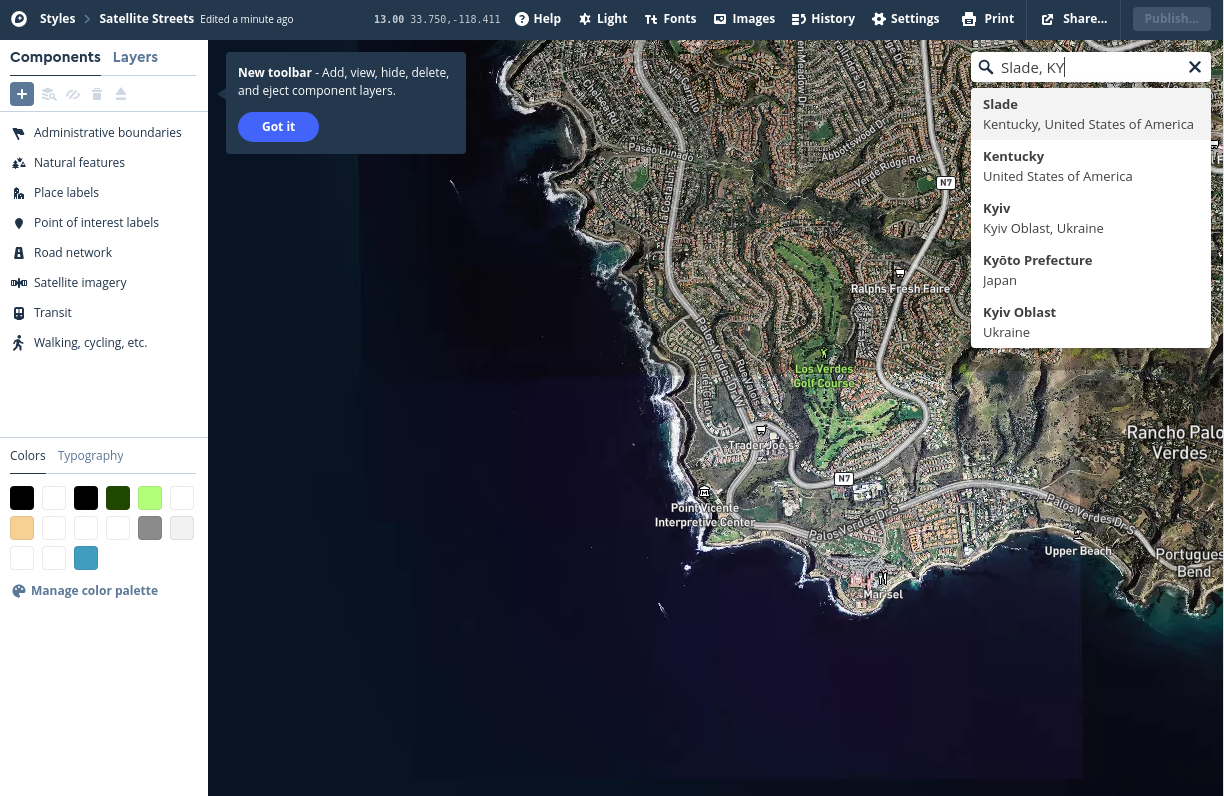 Styles
Satellite Streets
Edited a minute ago
13.00 33.750,-118.411
Help
Light
Fonts
Images
History
Settings
Print
Share...
Publish...
Components
Layers
Administrative boundaries
Natural features
Place labels
Point of interest labels
Road network
Satellite imagery
Transit
Walking, cycling, etc.
Colors
Typography
Manage color palette
New toolbar - Add, view, hide, delete,
and eject component layers.
Got it
Slade, KY
Slade
Kentucky, United States of America
Kentucky
United States of America
Kyiv
Kyiv Oblast, Ukraine
Kyōto Prefecture
Japan
Kyiv Oblast
Ukraine
Paseo Lunado
Abbottswood Dr
Verde Ridge Rd
N7
Ralphs Fresh Faire
Palos Verdes Dr W
Los Verdes
Golf Course
Trader Joe's
N7
Rancho Palo
Verdes
Point Vicente
Interpretive Center
Palos Verdes Dr S
Palos Verdes Dr S
Upper Beach
Portugues
Bend
Mar'sel